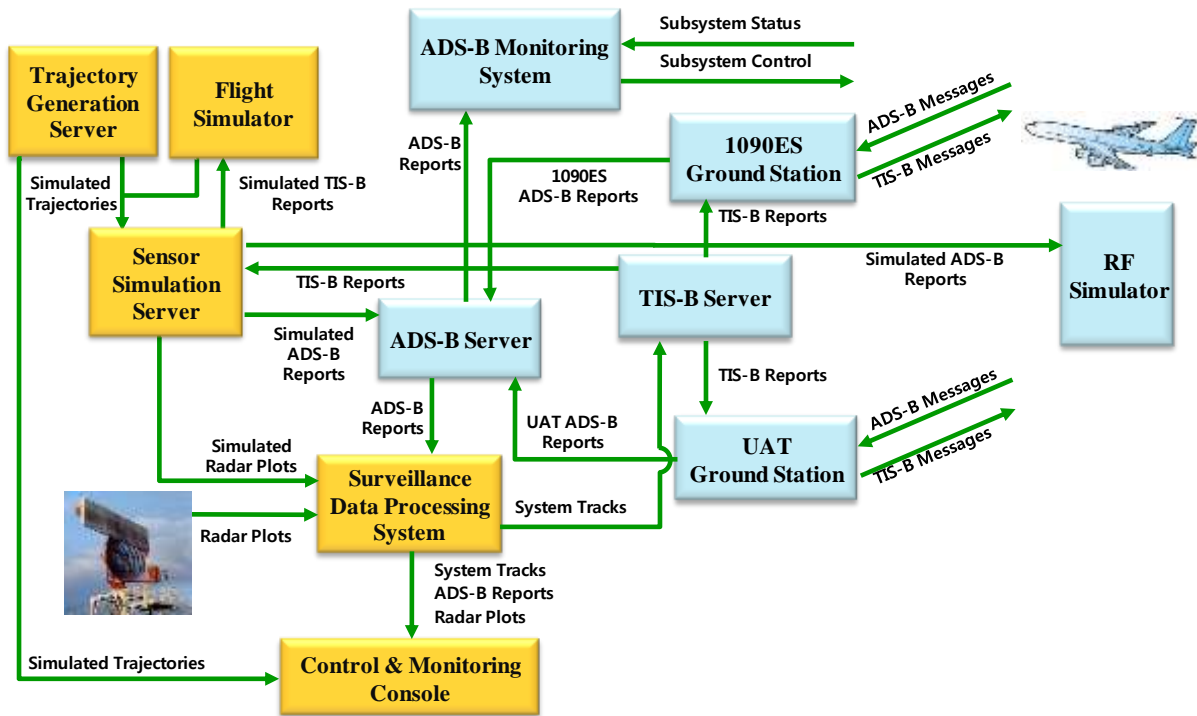 Subsystem Status
ADS-B Monitoring
System
Subsystem Control
Trajectory
Generation
Server
Flight
Simulator
ADS-B Messages
TIS-B Messages
ADS-B
Reports
1090ES
Ground Station
Simulated
Trajectories
Simulated TIS-B
Reports
1090ES
ADS-B Reports
TIS-B Reports
Sensor
Simulation
Server
Simulated ADS-B
Reports
RF
Simulator
TIS-B Reports
TIS-B Server
Simulated
ADS-B
Reports
ADS-B Server
TIS-B Reports
ADS-B Messages
TIS-B Messages
ADS-B
Reports
UAT ADS-B
Reports
UAT
Ground Station
Simulated
Radar Plots
Surveillance
Data Processing
System
System Tracks
Radar Plots
System Tracks
ADS-B Reports
Radar Plots
Simulated Trajectories
Control & Monitoring
Console